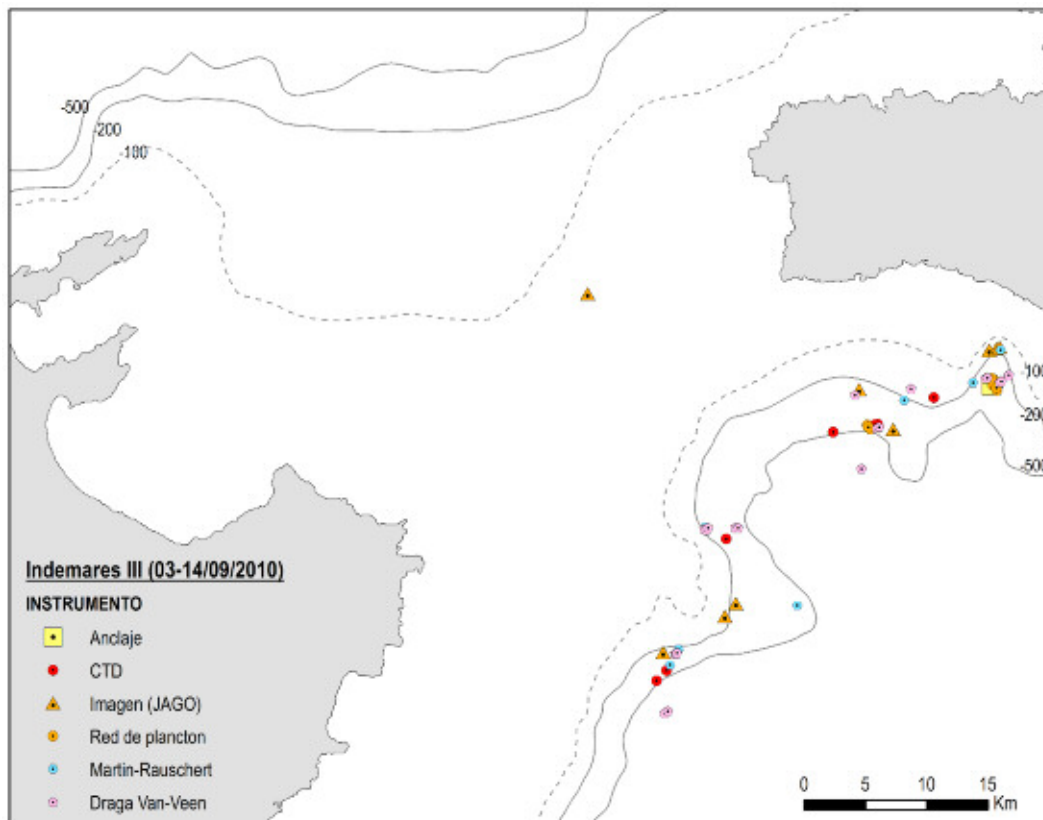 -500
-200
-100
-100
-200
-500
Indemares III (03-14/09/2010)
INSTRUMENTO
Anclaje
CTD
Imagen (JAGO)
Red de plancton
Martin-Rauschert
Draga Van-Veen
0 5 10 15
Km